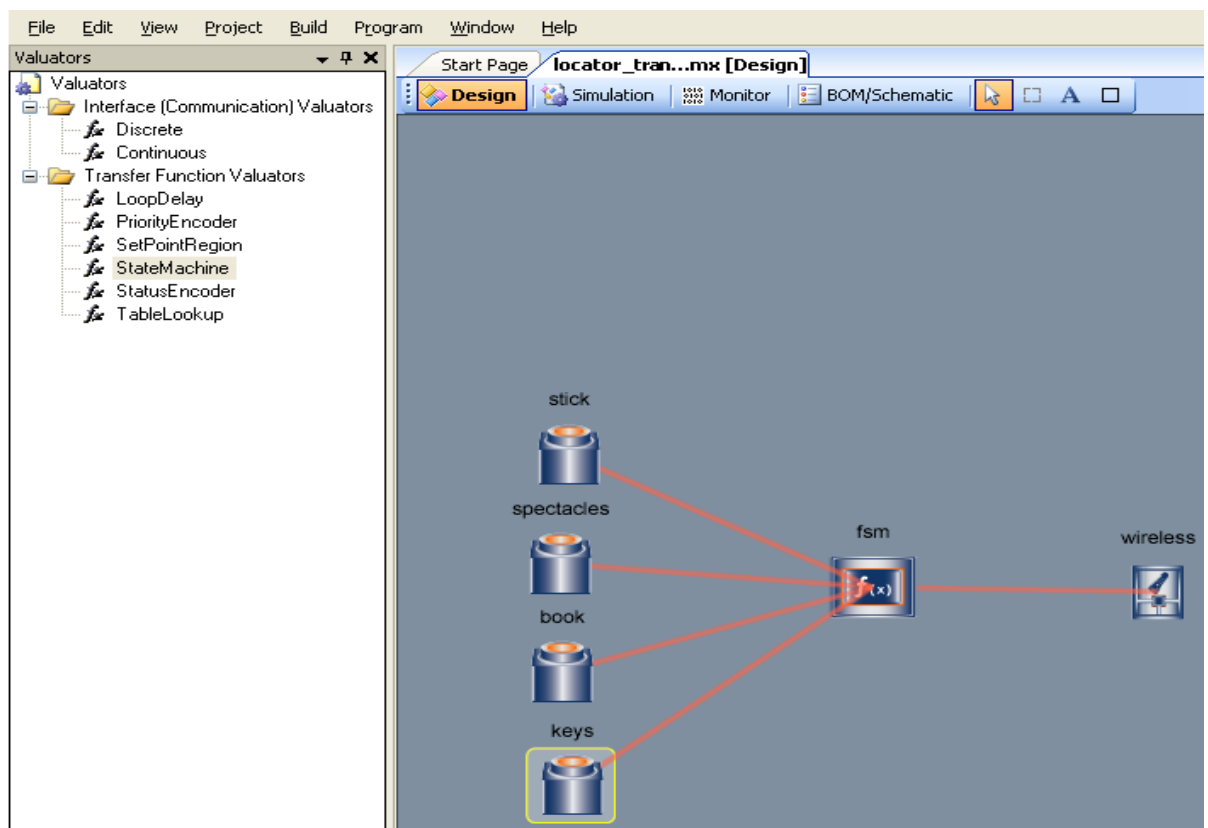 File Edit View Project Build Program Window Help
Valuators
Start Page locator_tran...mx [Design]
Valuators
Design Simulation Monitor BOM/Schematic A
Interface (Communication) Valuators
Discrete
Continuous
Transfer Function Valuators
LoopDelay
PriorityEncoder
SetPointRegion
StateMachine
StatusEncoder
TableLookup
stick
spectacles
fsm
wireless
f(x)
book
keys